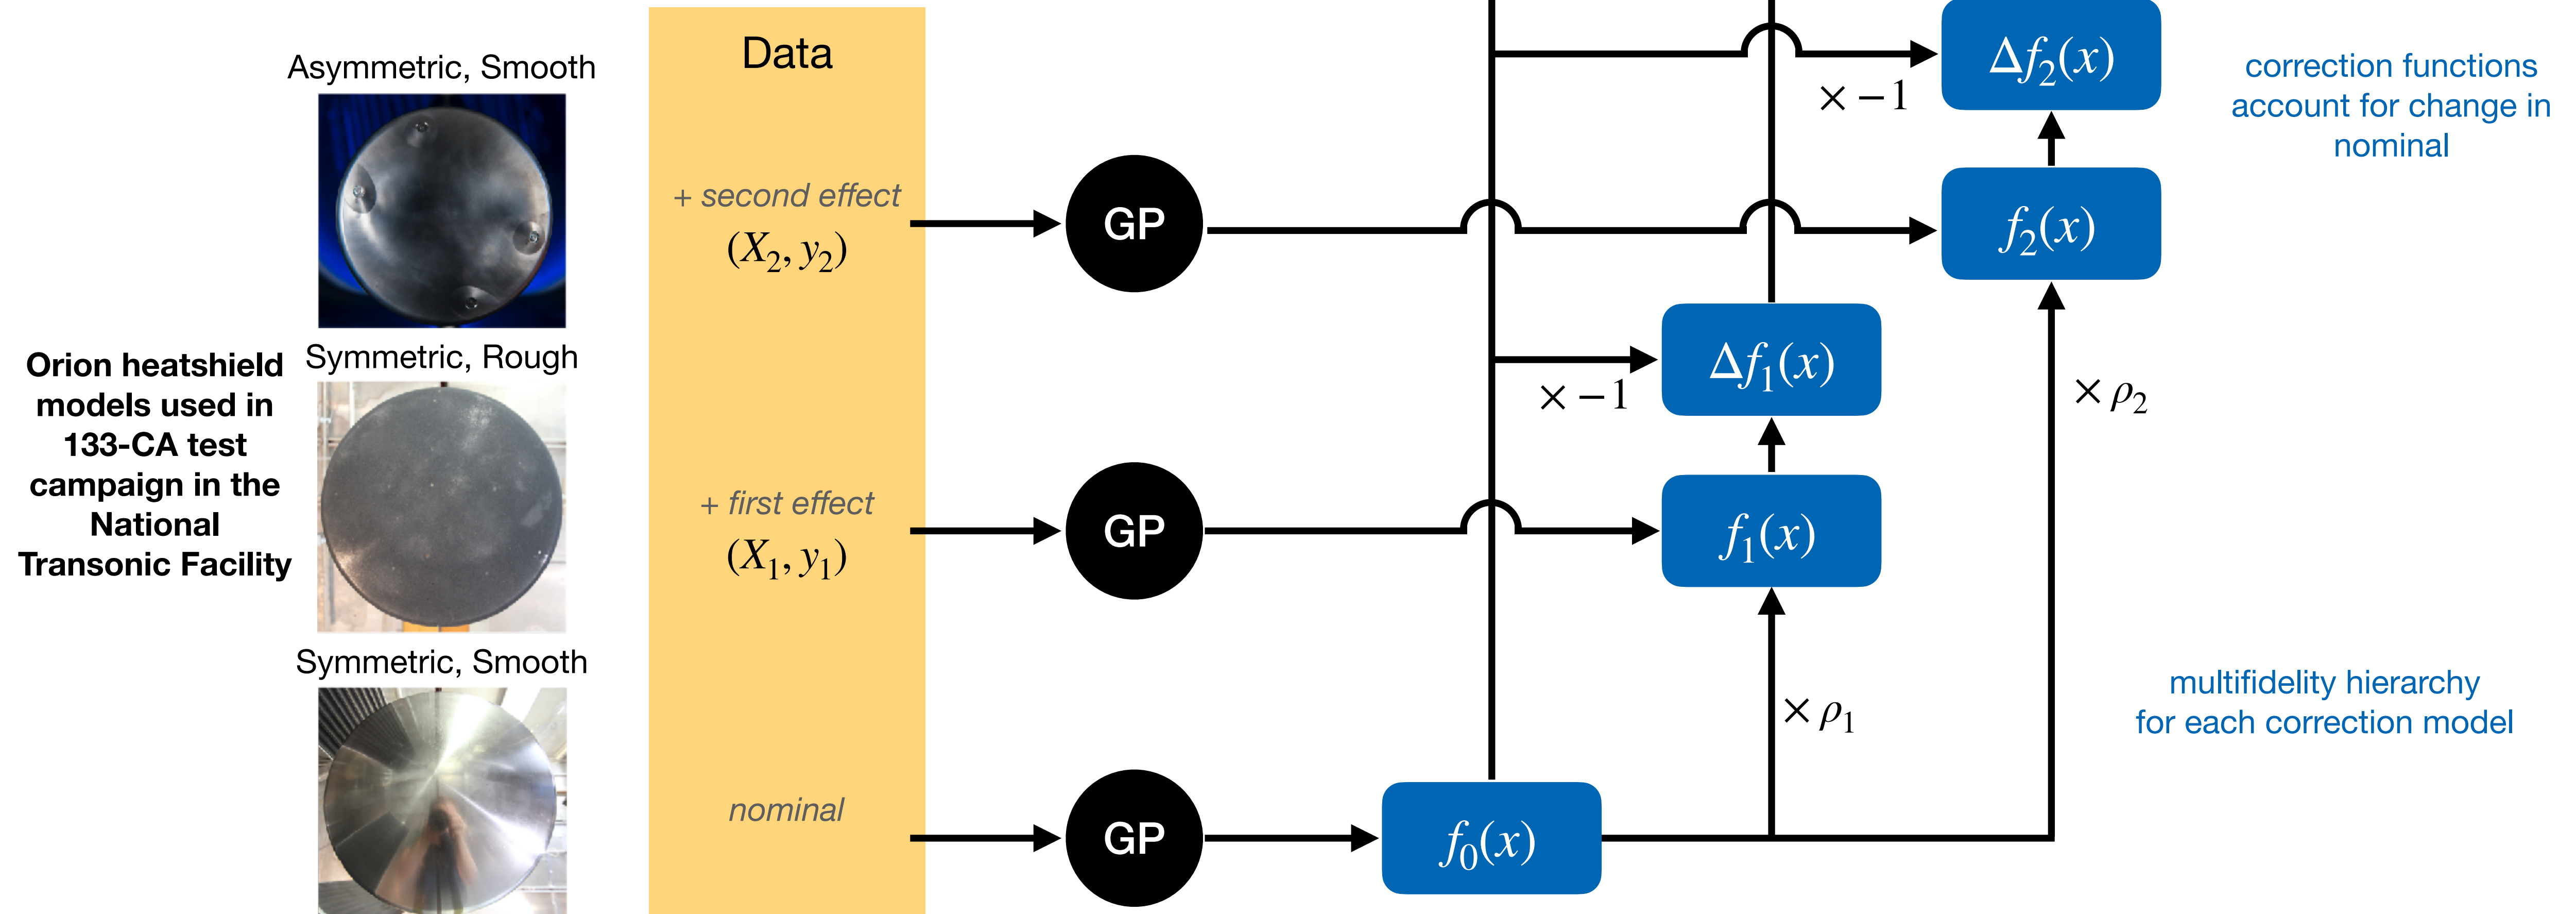 Orion heatshield
models used in
133-CA test
campaign in the
National
Transonic Facility
Asymmetric, Smooth
Symmetric, Rough
Symmetric, Smooth
Data
+ second effect
(X₂, y₂)
+ first effect
(X₁, y₁)
nominal
GP
GP
GP
Δf₂(x)
× −1
f₂(x)
Δf₁(x)
× −1
× ρ₂
f₁(x)
× ρ₁
f₀(x)
correction functions
account for change in
nominal
multifidelity hierarchy
for each correction model